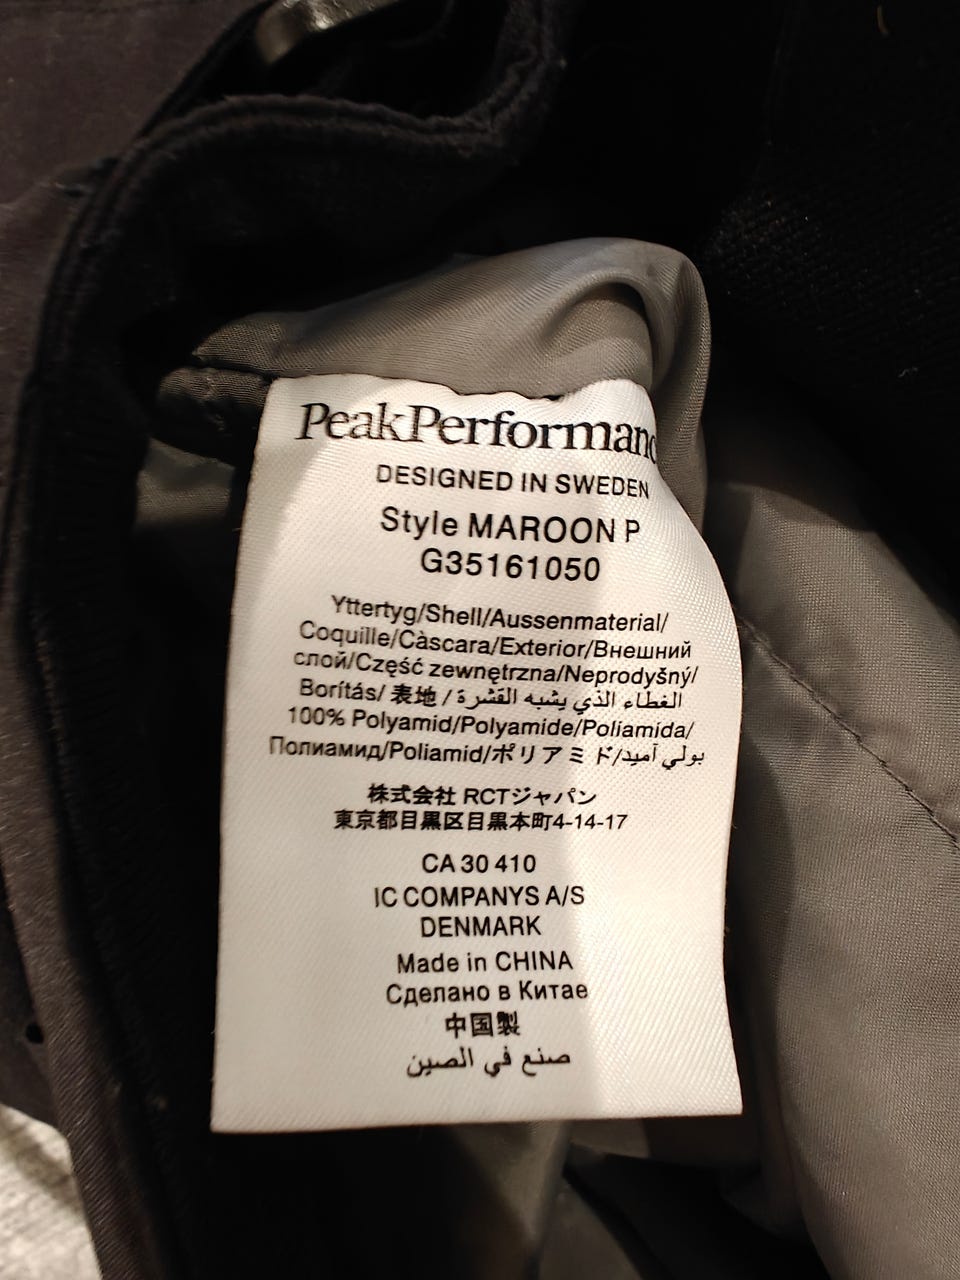 PeakPerformanc
DESIGNED IN SWEDEN
Style MAROON P
G35161050
Yttertyg/Shell/Aussenmaterial/
Coquille/Càscara/Exterior/Внешний
слой/Część zewnętrzna/Neprodyšný/
Borítás/ 表地 / الغطاء الذي يشبه القشرة
100% Polyamid/Polyamide/Poliamída/
Полиамид/Poliamid/ポリアミド/بولي آميد
株式会社 RCTジャパン
東京都目黒区目黒本町4-14-17
CA 30 410
IC COMPANYS A/S
DENMARK
Made in CHINA
Сделано в Китае
中国製
صنع في الصين